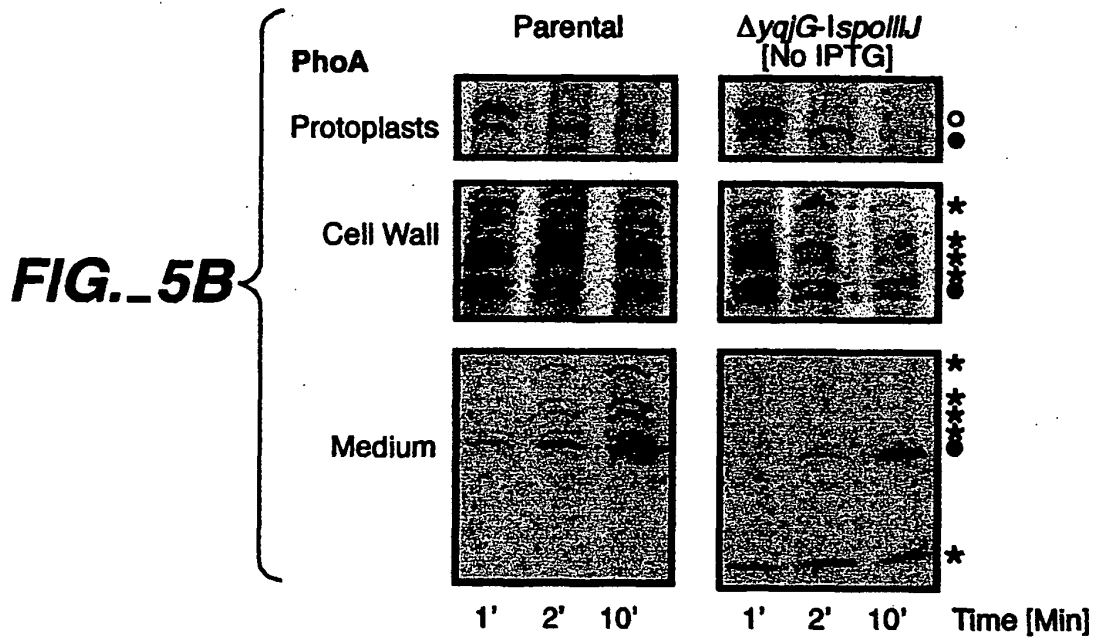 Parental
ΔyqjG-IspoIIIJ
[No IPTG]
PhoA
Protoplasts
Cell Wall
FIG._5B
Medium
1' 2' 10' 1' 2' 10' Time [Min]